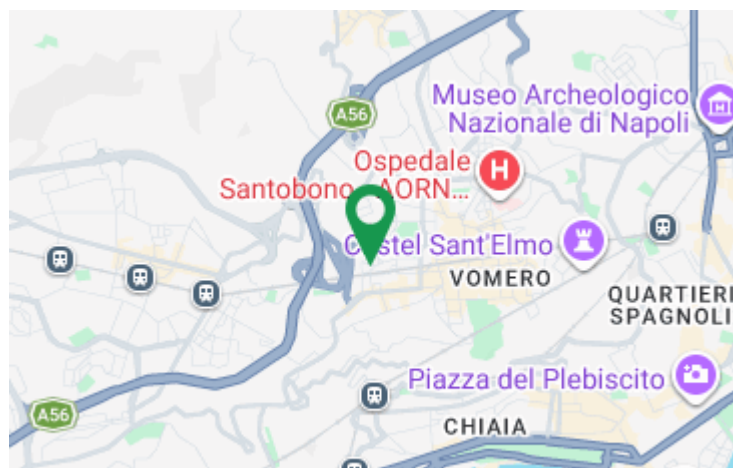 A56
Museo Archeologico
Nazionale di Napoli
Ospedale
Santobono - AORN...
H
Castel Sant'Elmo
VOMERO
QUARTIERI
SPAGNOLI
Piazza del Plebiscito
A56
CHIAIA